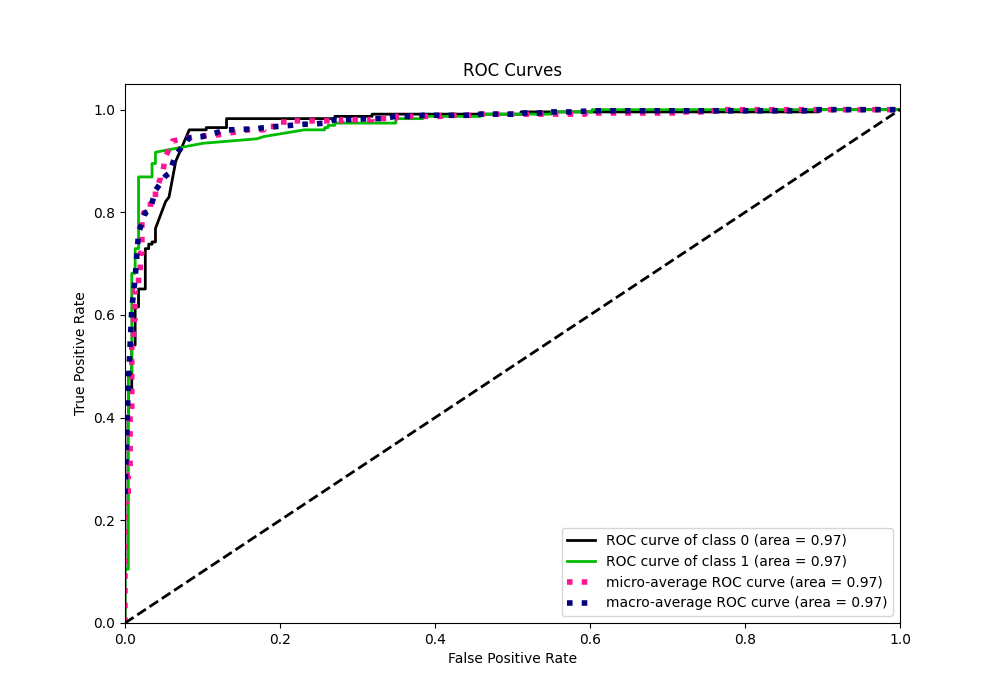 ROC Curves
True Positive Rate
1.0
0.8
0.6
0.4
0.2
0.0
0.0 0.2 0.4 0.6 0.8 1.0
False Positive Rate
ROC curve of class 0 (area = 0.97)
ROC curve of class 1 (area = 0.97)
micro-average ROC curve (area = 0.97)
macro-average ROC curve (area = 0.97)